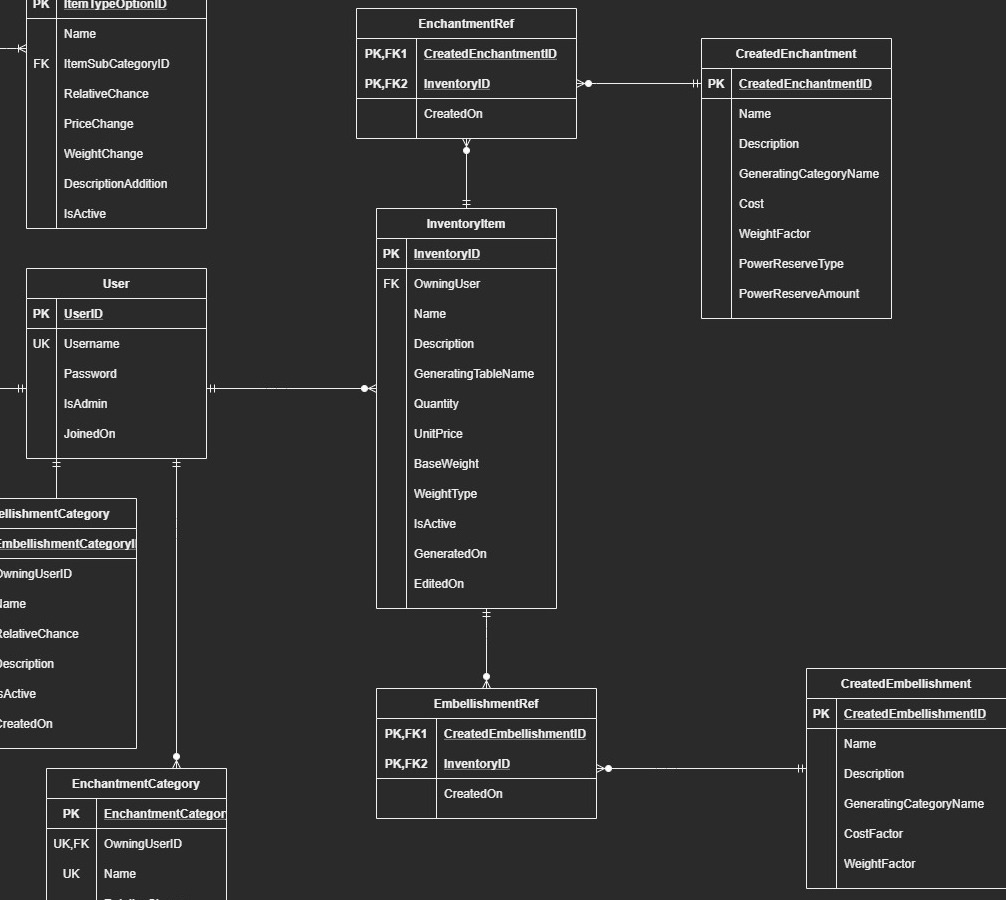 PK ItemTypeOptionID
Name
FK ItemSubCategoryID
RelativeChance
PriceChange
WeightChange
DescriptionAddition
IsActive
EnchantmentRef
PK,FK1 CreatedEnchantmentID
PK,FK2 InventoryID
CreatedOn
CreatedEnchantment
PK CreatedEnchantmentID
Name
Description
GeneratingCategoryName
Cost
WeightFactor
PowerReserveType
PowerReserveAmount
InventoryItem
PK InventoryID
FK OwningUser
Name
Description
GeneratingTableName
Quantity
UnitPrice
BaseWeight
WeightType
IsActive
GeneratedOn
EditedOn
User
PK UserID
UK Username
Password
IsAdmin
JoinedOn
ellishmentCategory
EmbellishmentCategoryI
OwningUserID
Name
RelativeChance
Description
sActive
CreatedOn
EnchantmentCategory
PK EnchantmentCategor
UK,FK OwningUserID
UK Name
EmbellishmentRef
PK,FK1 CreatedEmbellishmentID
PK,FK2 InventoryID
CreatedOn
CreatedEmbellishment
PK CreatedEmbellishmentID
Name
Description
GeneratingCategoryName
CostFactor
WeightFactor